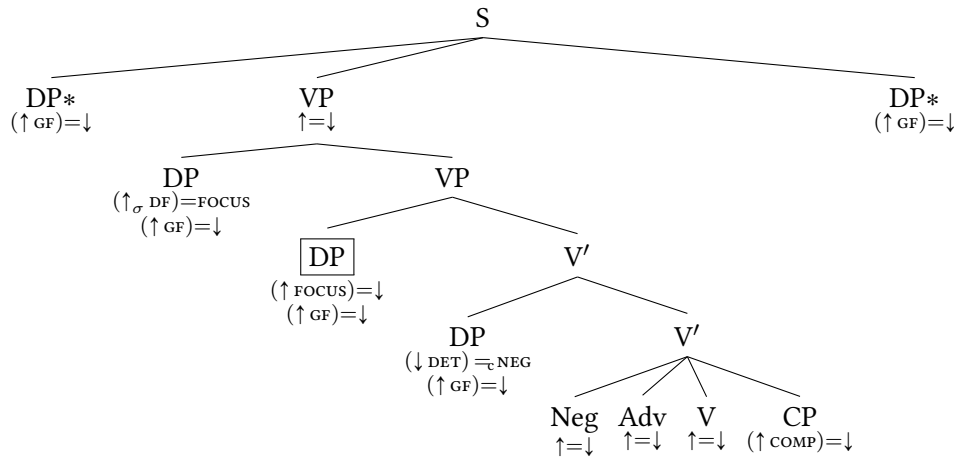 S
DP* VP DP*
(↑ GF)=↓ ↑=↓ (↑ GF)=↓
DP VP
(↑σ DF)=FOCUS
(↑ GF)=↓
DP V′
(↑ FOCUS)=↓
(↑ GF)=↓
DP V′
(↓ DET) =c NEG
(↑ GF)=↓
Neg Adv V CP
↑=↓ ↑=↓ ↑=↓ (↑ COMP)=↓